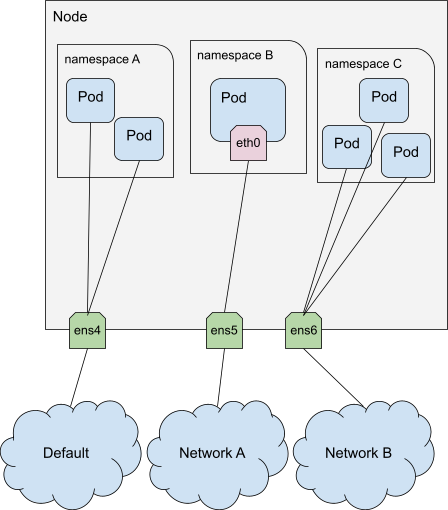 Node
namespace A
namespace B
namespace C
Pod
Pod
Pod
Pod
Pod
Pod
eth0
ens4
ens5
ens6
Default
Network A
Network B